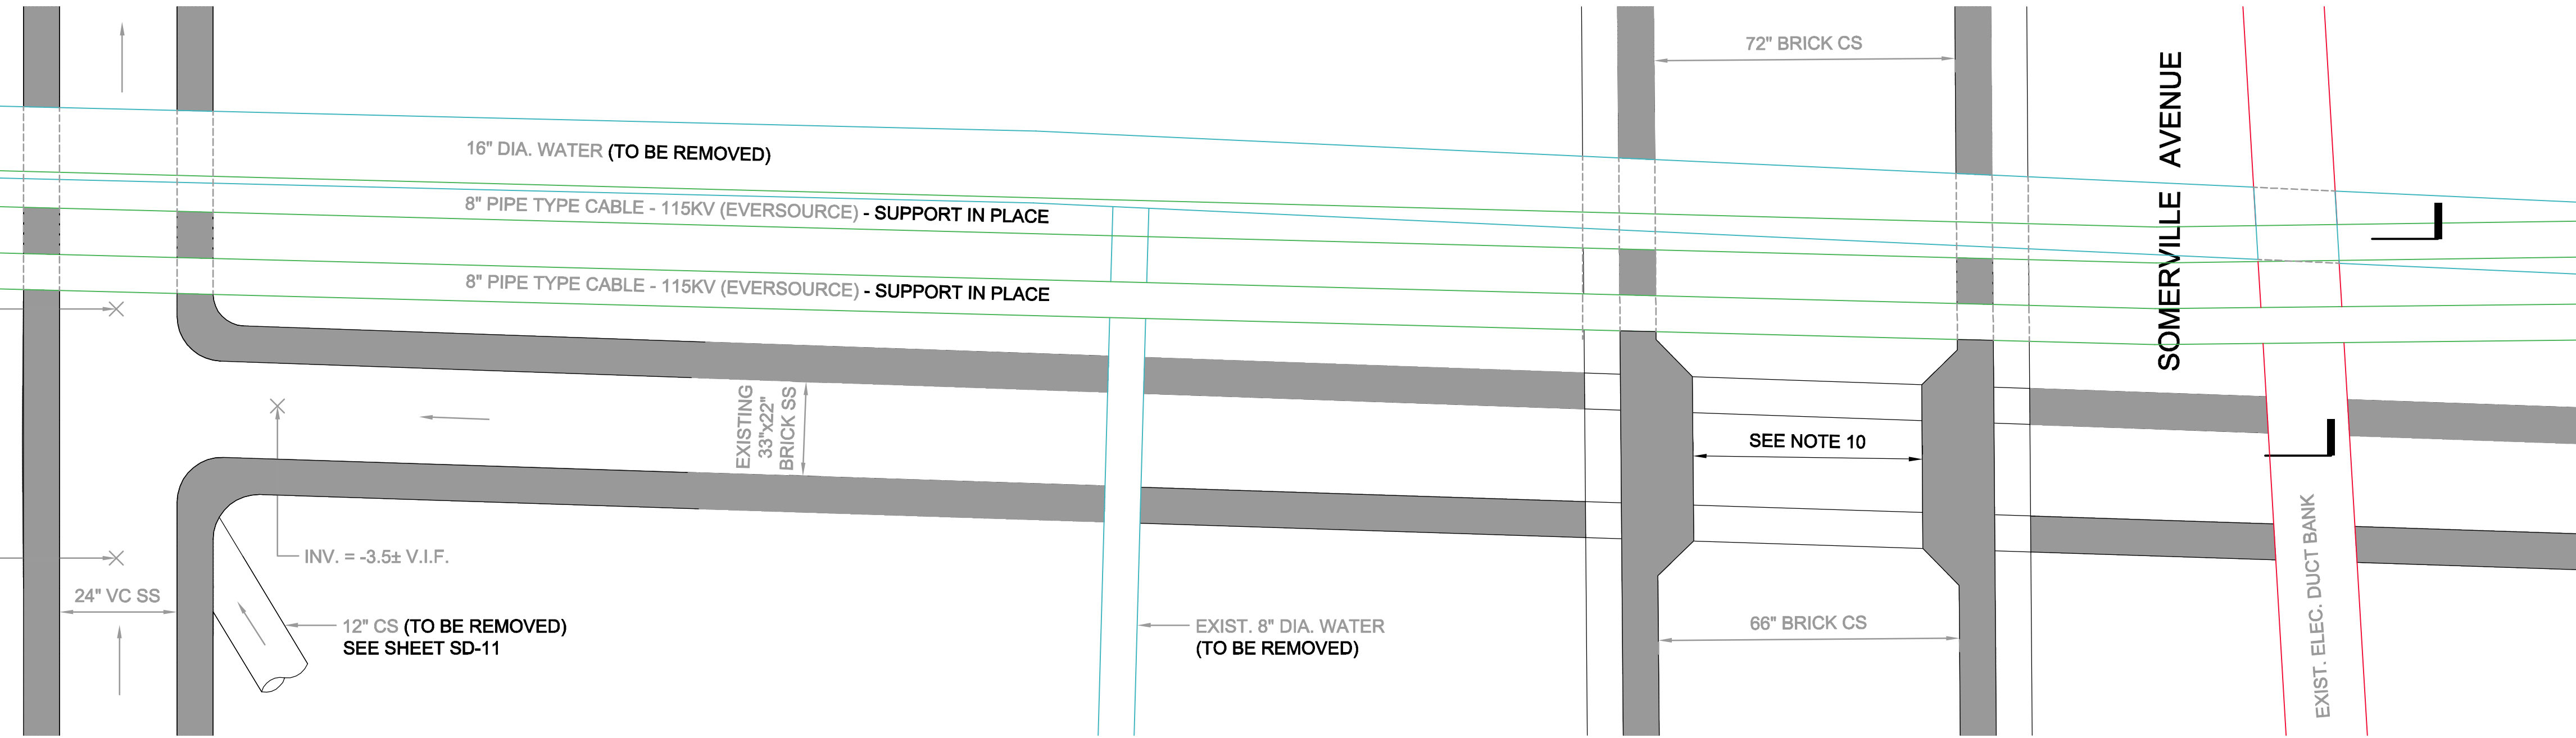 72" BRICK CS
SOMERVILLE AVENUE
16" DIA. WATER (TO BE REMOVED)
8" PIPE TYPE CABLE - 115KV (EVERSOURCE) - SUPPORT IN PLACE
8" PIPE TYPE CABLE - 115KV (EVERSOURCE) - SUPPORT IN PLACE
EXISTING
33"x22"
BRICK SS
SEE NOTE 10
INV. = -3.5± V.I.F.
24" VC SS
12" CS (TO BE REMOVED)
SEE SHEET SD-11
EXIST. 8" DIA. WATER
(TO BE REMOVED)
66" BRICK CS
EXIST. ELEC. DUCT BANK